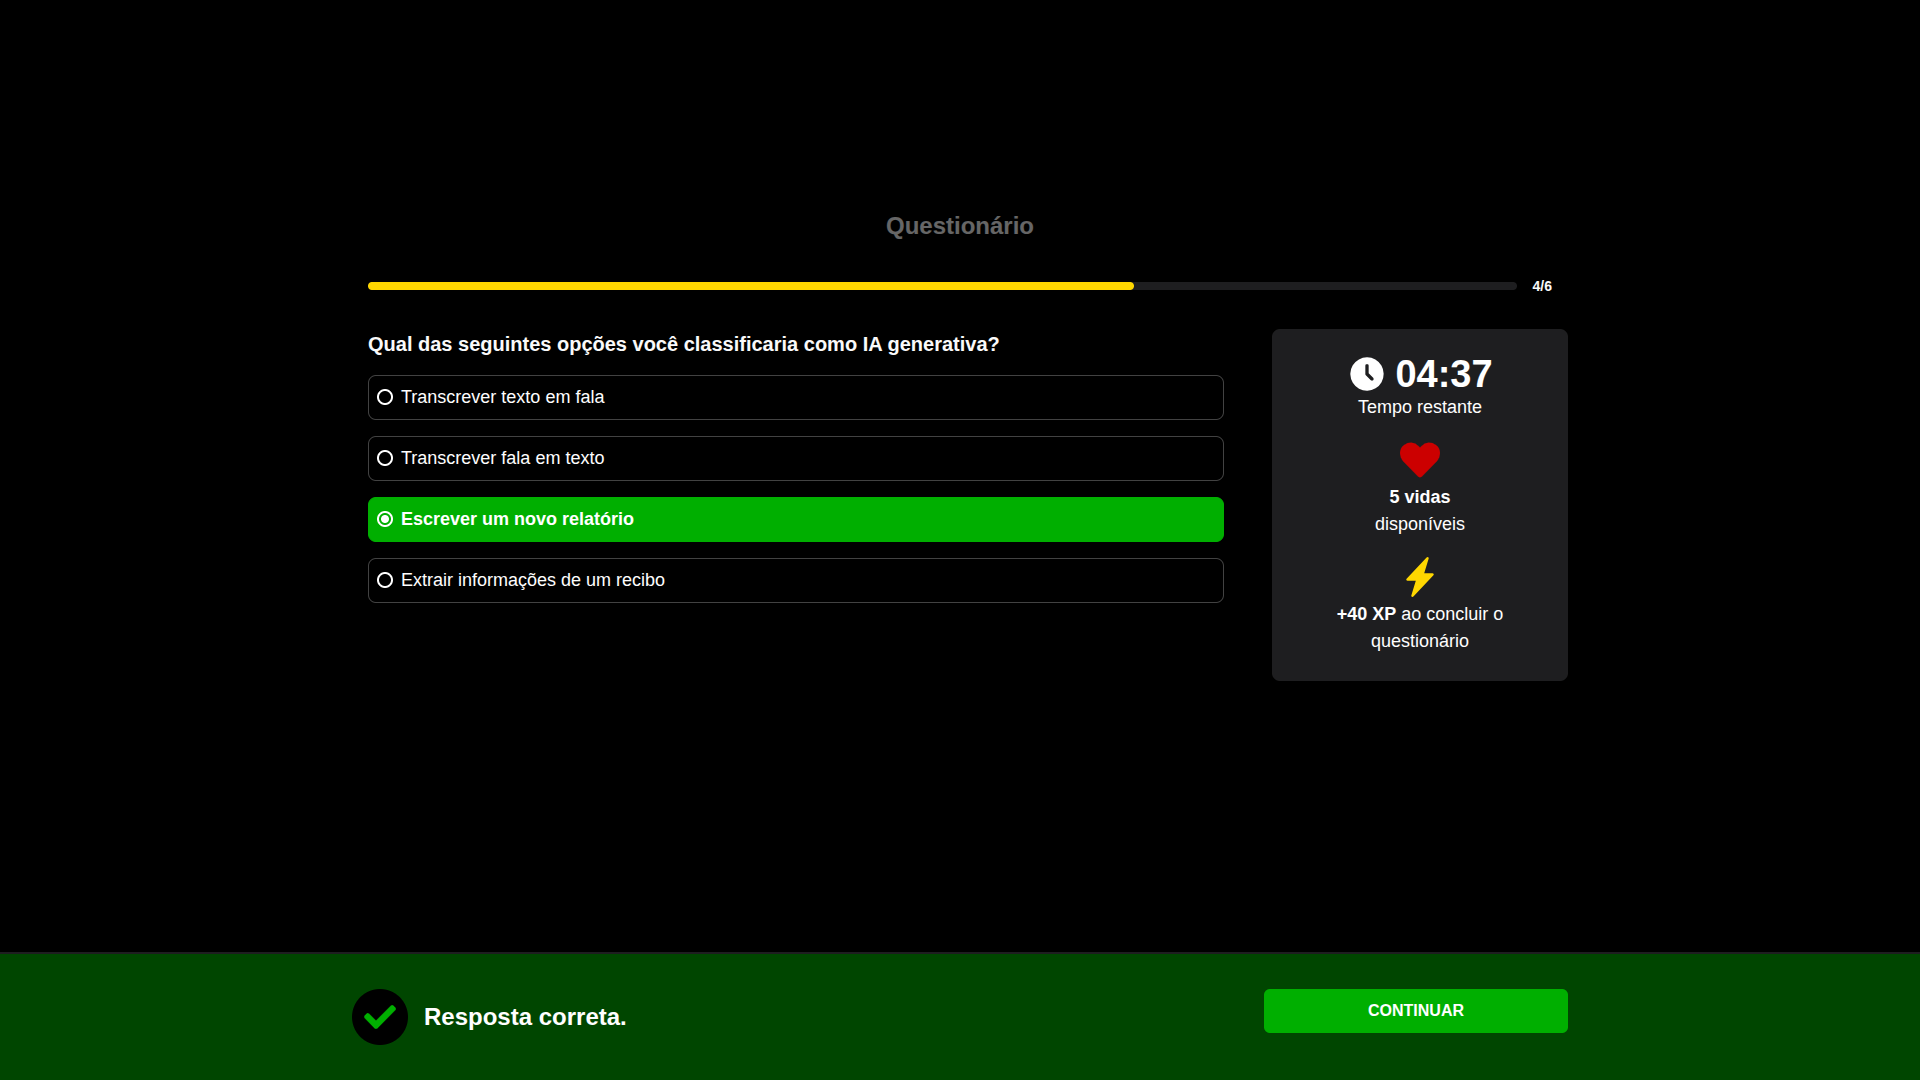 Questionário
4/6
Qual das seguintes opções você classificaria como IA generativa?
Transcrever texto em fala
Transcrever fala em texto
Escrever um novo relatório
Extrair informações de um recibo
04:37
Tempo restante
5 vidas
disponíveis
+40 XP ao concluir o
questionário
Resposta correta.
CONTINUAR